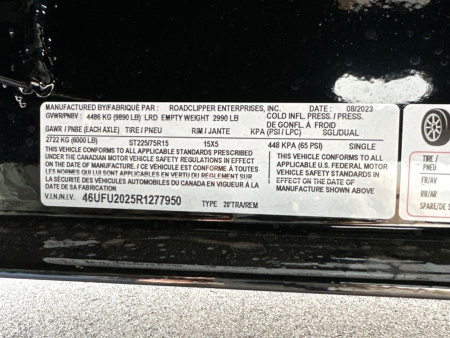 MANUFACTURED BY/FABRIQUÉ PAR : ROADCLIPPER ENTERPRISES, INC. DATE : 08/2023
GVWR/PNBV : 4486 KG (9890 LB) LRD EMPTY WEIGHT 2990 LB COLD INFL. PRESS./PRESS.
DE GONFL. À FROID
GAWR / PNBE (EACH AXLE) TIRE / PNEU RIM / JANTE KPA (PSI / LPC) SGL/DUAL
2722 KG (6000 LB) ST225/75R15 15X5 448 KPA (65 PSI) SINGLE
THIS VEHICLE CONFORMS TO ALL APPLICABLE STANDARDS PRESCRIBED
UNDER THE CANADIAN MOTOR VEHICLE SAFETY REGULATIONS IN EFFECT ON
THE DATE OF MANUFACTURE / CE VÉHICULE EST CONFORME À TOUTES
LES NORMES QUI LUI SONT APPLICABLES EN VERTU DU RÈGLEMENT SUR LA
SÉCURITÉ DES VÉHICULES AUTOMOBILES DU CANADA EN VIGUEUR À LA
DATE DE SA FABRICATION
THIS VEHICLE CONFORMS TO
ALL APPLICABLE
U.S. FEDERAL MOTOR
VEHICLE SAFETY
STANDARDS IN EFFECT ON
THE DATE OF
MANUFACTURE SHOWN
ABOVE
V.I.N./N.I.V. 46UFU2025R1277950 TYPE 20'TRA/REM
TIRE /
PNEU
FR/AV
RR/AR
SPARE/DE S